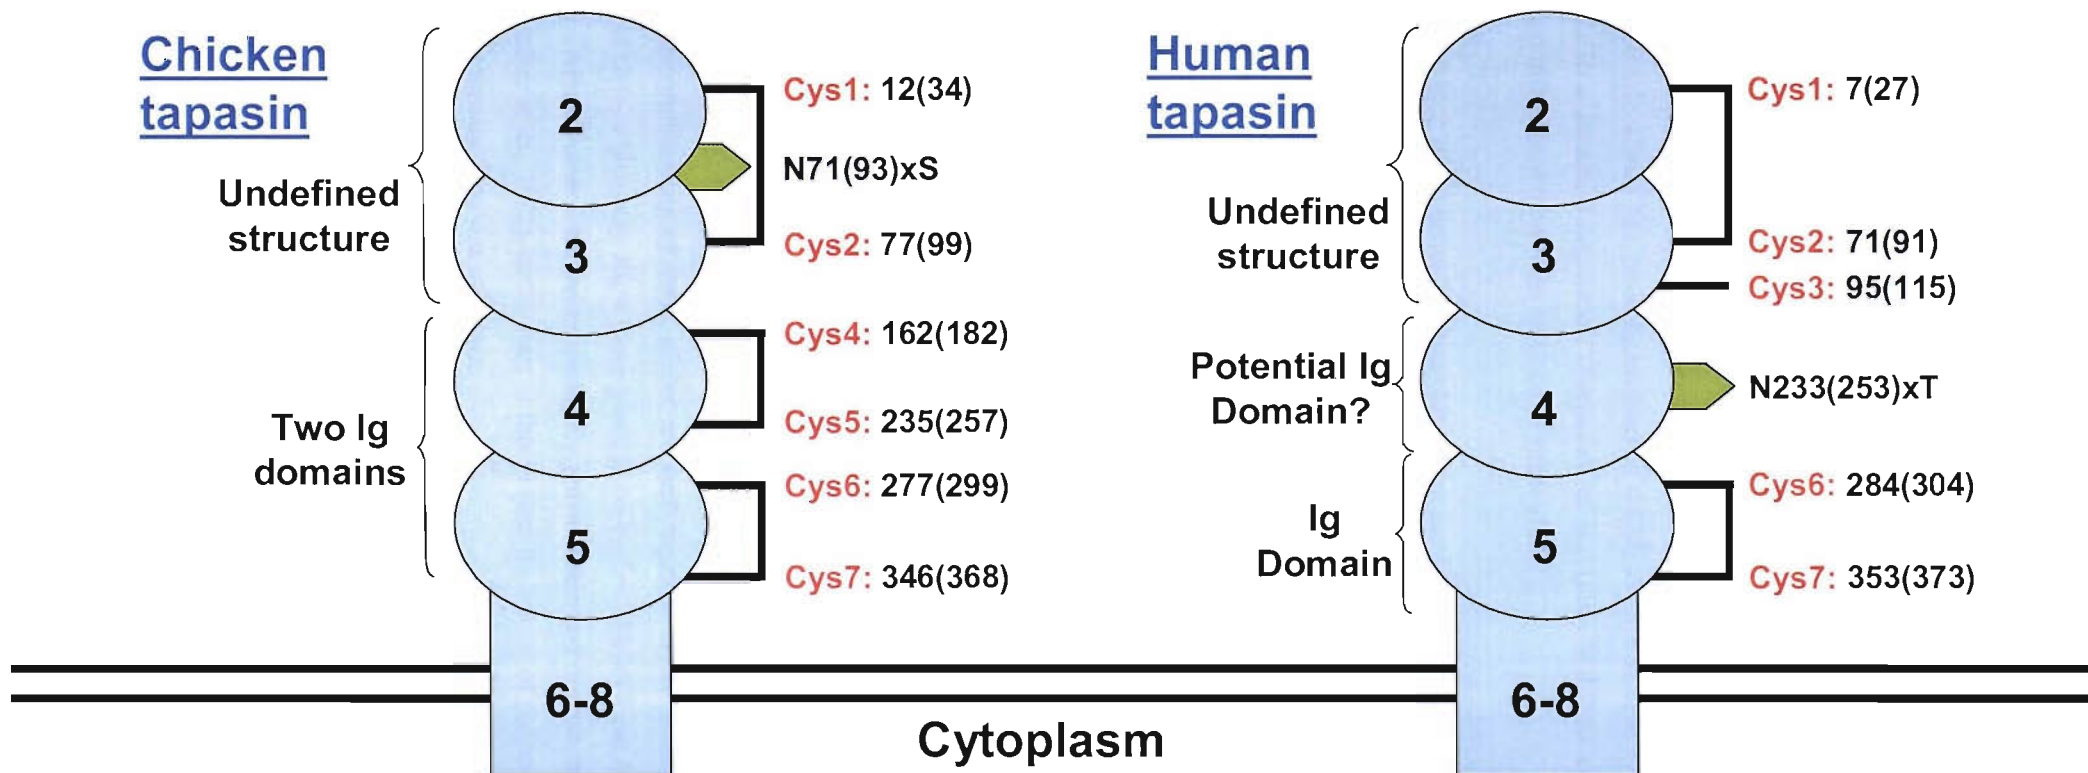 Chicken
tapasin
Undefined
structure
Two Ig
domains
2
3
4
5
6-8
Cys1: 12(34)
N71(93)xS
Cys2: 77(99)
Cys4: 162(182)
Cys5: 235(257)
Cys6: 277(299)
Cys7: 346(368)
Human
tapasin
Undefined
structure
Potential Ig
Domain?
Ig
Domain
2
3
4
5
6-8
Cys1: 7(27)
Cys2: 71(91)
Cys3: 95(115)
N233(253)xT
Cys6: 284(304)
Cys7: 353(373)
Cytoplasm